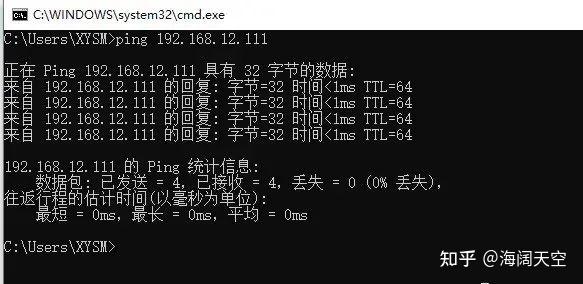 C:\WINDOWS\system32\cmd.exe
C:\Users\XYSM>ping 192.168.12.111
正在 Ping 192.168.12.111 具有 32 字节的数据:
来自 192.168.12.111 的回复: 字节=32 时间<1ms TTL=64
来自 192.168.12.111 的回复: 字节=32 时间<1ms TTL=64
来自 192.168.12.111 的回复: 字节=32 时间<1ms TTL=64
来自 192.168.12.111 的回复: 字节=32 时间<1ms TTL=64
192.168.12.111 的 Ping 统计信息:
数据包: 已发送 = 4, 已接收 = 4, 丢失 = 0 (0% 丢失),
往返行程的估计时间(以毫秒为单位):
最短 = 0ms, 最长 = 0ms, 平均 = 0ms
C:\Users\XYSM>
知乎 @海阔天空